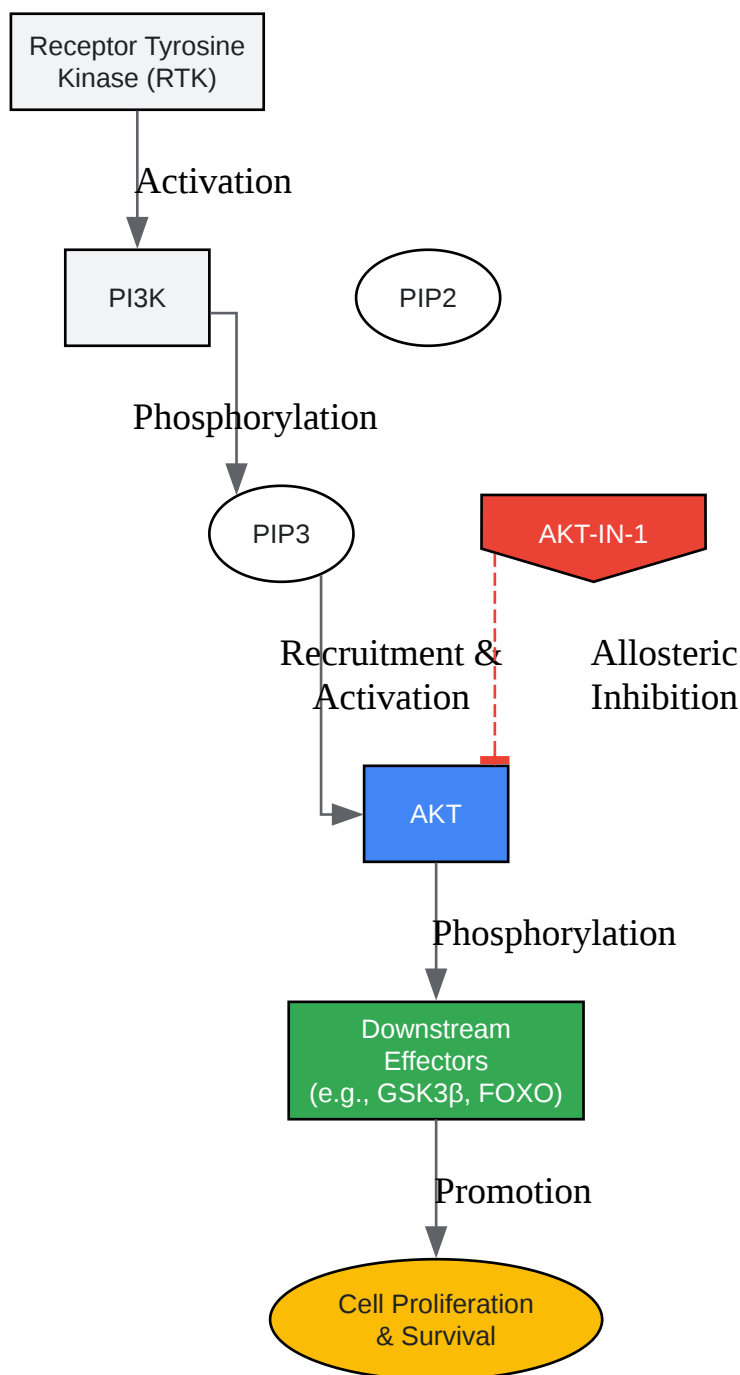 Receptor Tyrosine
Kinase (RTK)
Activation
PI3K
PIP2
Phosphorylation
PIP3
AKT-IN-1
Recruitment &
Activation
Allosteric
Inhibition
AKT
Phosphorylation
Downstream
Effectors
(e.g., GSK3β, FOXO)
Promotion
Cell Proliferation
& Survival